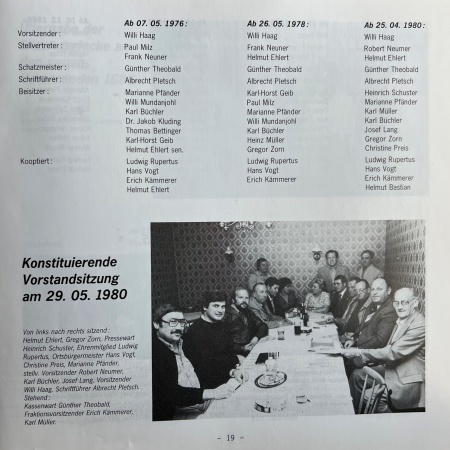 Ab 07. 05. 1976: Ab 26. 05. 1978: Ab 25. 04. 1980:
Vorsitzender: Willi Haag Willi Haag Willi Haag
Stellvertreter: Paul Milz Frank Neuner Robert Neumer
Frank Neuner Helmut Ehlert Helmut Ehlert
Schatzmeister: Günther Theobald Günther Theobald Günther Theobald
Schriftführer: Albrecht Pletsch Albrecht Pletsch Albrecht Pletsch
Beisitzer: Marianne Pfänder Karl-Horst Geib Heinrich Schuster
Willi Mundanjohl Paul Milz Marianne Pfänder
Karl Büchler Marianne Pfänder Karl Müller
Dr. Jakob Kluding Willi Mundanjohl Karl Büchler
Thomas Bettinger Karl Büchler Josef Lang
Karl-Horst Geib Heinz Müller Gregor Zorn
Helmut Ehlert sen. Gregor Zorn Christine Preis
Kooptiert: Ludwig Rupertus Ludwig Rupertus Ludwig Rupertus
Hans Vogt Hans Vogt Hans Vogt
Erich Kämmerer Erich Kämmerer Erich Kämmerer
Helmut Ehlert Helmut Bastian
Konstituierende
Vorstandsitzung
am 29. 05. 1980
Von links nach rechts sitzend:
Helmut Ehlert, Gregor Zorn, Pressewart
Heinrich Schuster, Ehrenmitglied Ludwig
Rupertus, Ortsbürgermeister Hans Vogt,
Christine Preis, Marianne Pfänder,
stellv. Vorsitzender Robert Neumer,
Karl Büchler, Josef Lang, Vorsitzender
Willi Haag, Schriftführer Albrecht Pletsch.
Stehend:
Kassenwart Günther Theobald,
Fraktionsvorsitzender Erich Kämmerer,
Karl Müller.
- 19 -